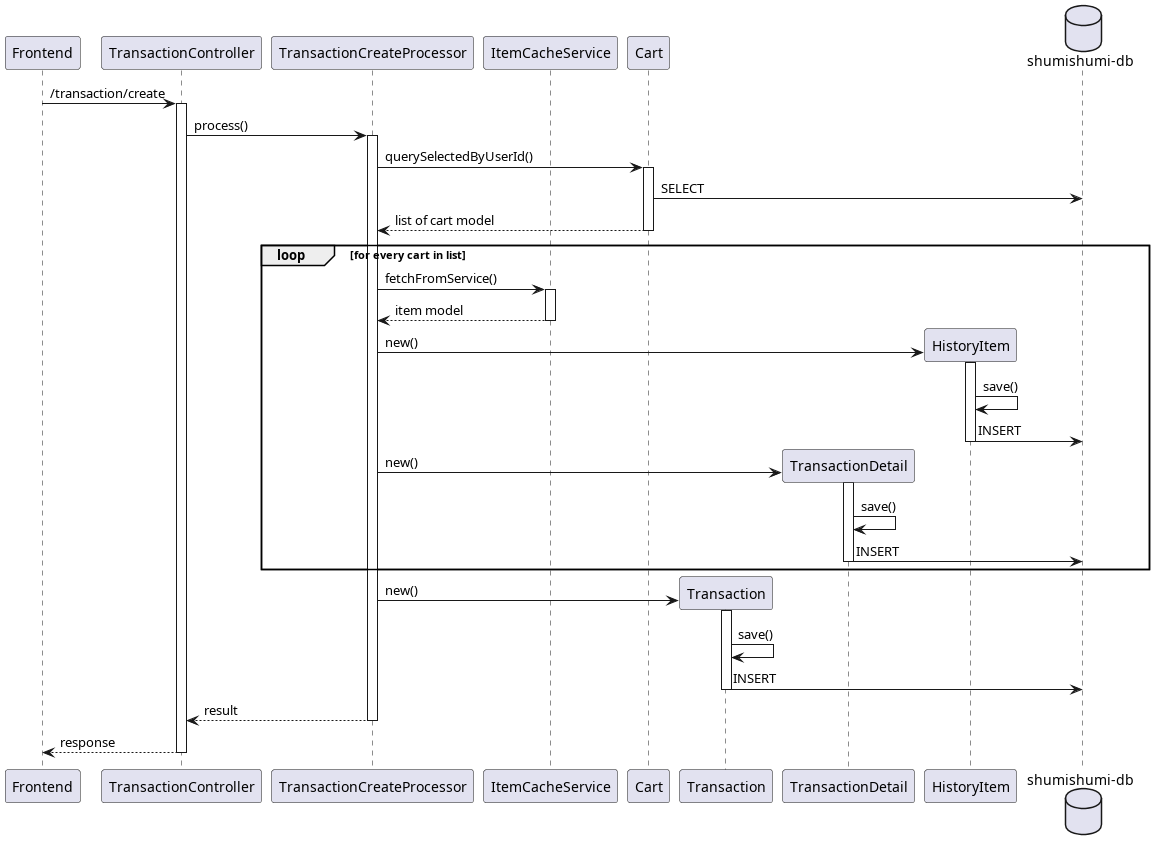 shumishumi-db
Frontend
TransactionController
TransactionCreateProcessor
ItemCacheService
Cart
/transaction/create
process()
querySelectedByUserId()
SELECT
list of cart model
loop
[for every cart in list]
fetchFromService()
item model
new()
HistoryItem
save()
INSERT
new()
TransactionDetail
save()
INSERT
new()
Transaction
save()
INSERT
result
response
Frontend
TransactionController
TransactionCreateProcessor
ItemCacheService
Cart
Transaction
TransactionDetail
HistoryItem
shumishumi-db